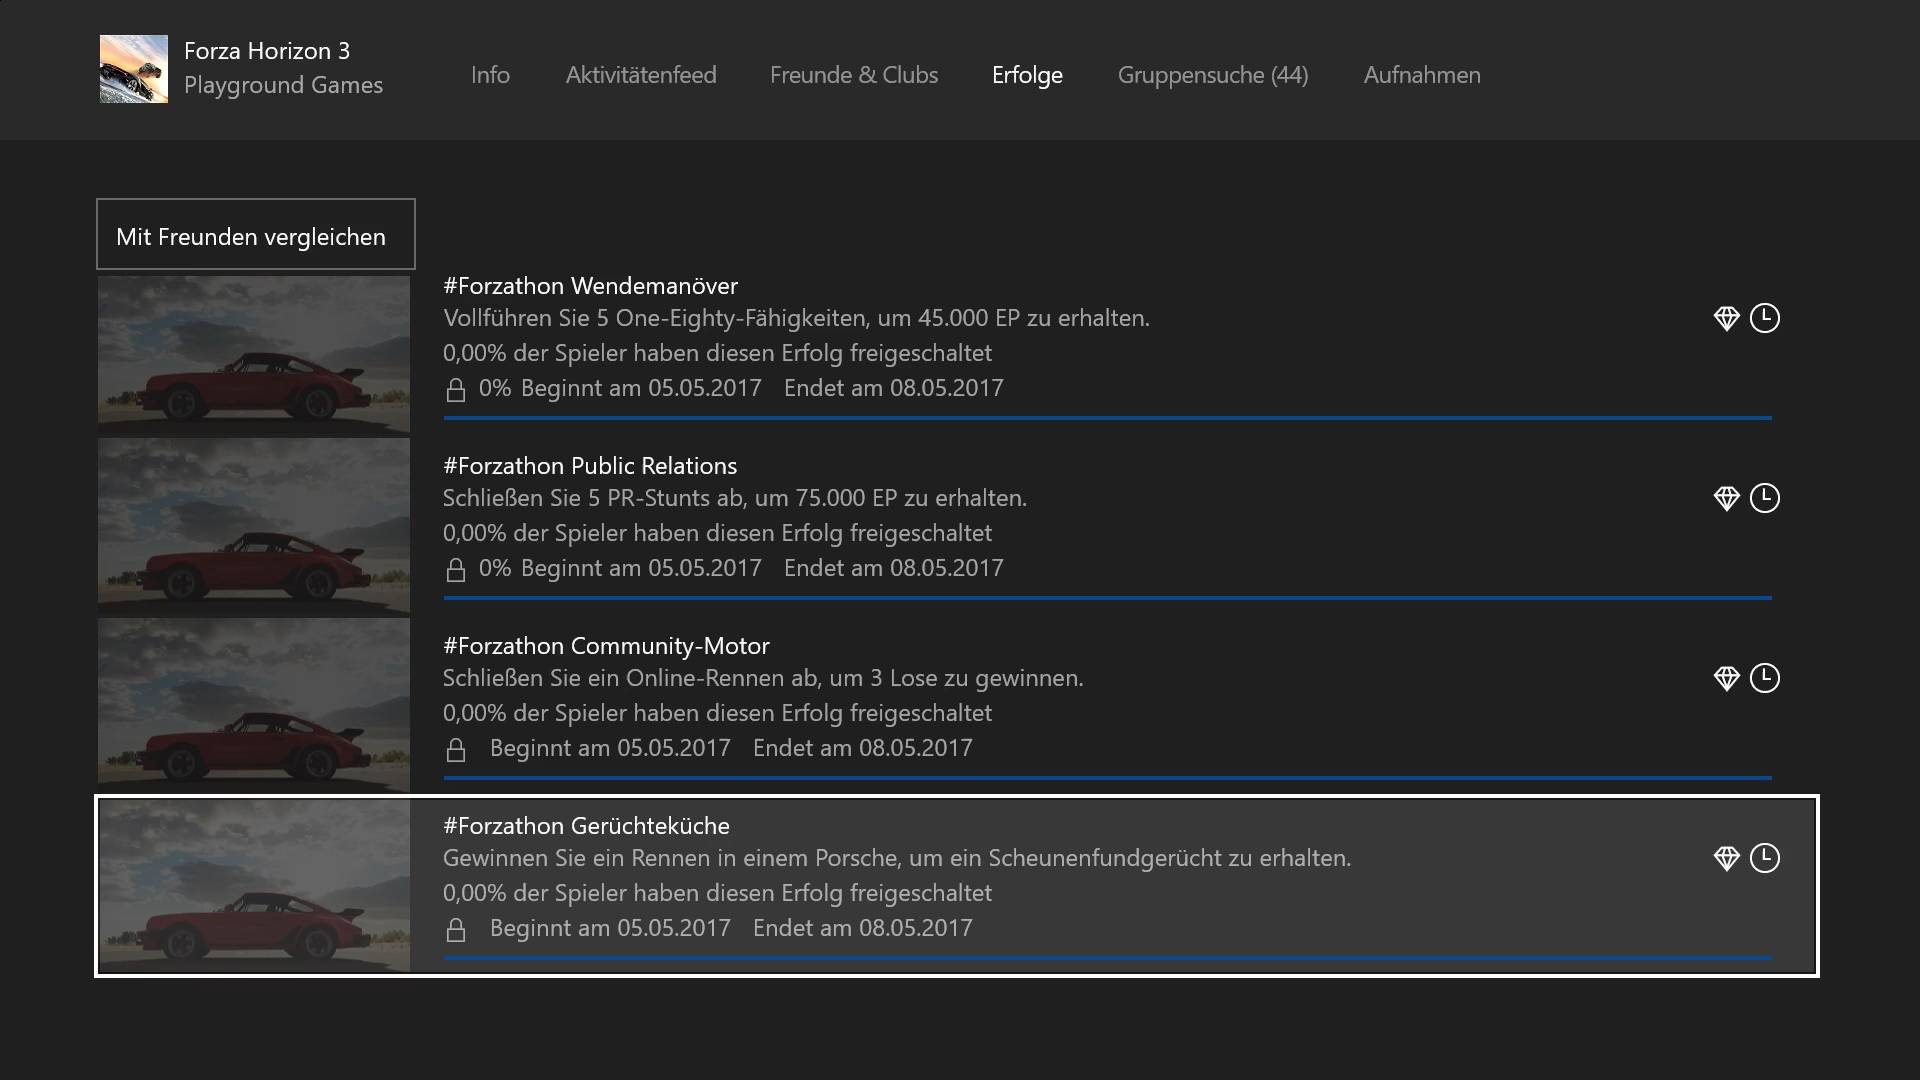 Forza Horizon 3
Playground Games
Info
Aktivitätenfeed
Freunde & Clubs
Erfolge
Gruppensuche (44)
Aufnahmen
Mit Freunden vergleichen
#Forzathon Wendemanöver
Vollführen Sie 5 One-Eighty-Fähigkeiten, um 45.000 EP zu erhalten.
0,00% der Spieler haben diesen Erfolg freigeschaltet
0% Beginnt am 05.05.2017 Endet am 08.05.2017
#Forzathon Public Relations
Schließen Sie 5 PR-Stunts ab, um 75.000 EP zu erhalten.
0,00% der Spieler haben diesen Erfolg freigeschaltet
0% Beginnt am 05.05.2017 Endet am 08.05.2017
#Forzathon Community-Motor
Schließen Sie ein Online-Rennen ab, um 3 Lose zu gewinnen.
0,00% der Spieler haben diesen Erfolg freigeschaltet
Beginnt am 05.05.2017 Endet am 08.05.2017
#Forzathon Gerüchteküche
Gewinnen Sie ein Rennen in einem Porsche, um ein Scheunenfundgerücht zu erhalten.
0,00% der Spieler haben diesen Erfolg freigeschaltet
Beginnt am 05.05.2017 Endet am 08.05.2017